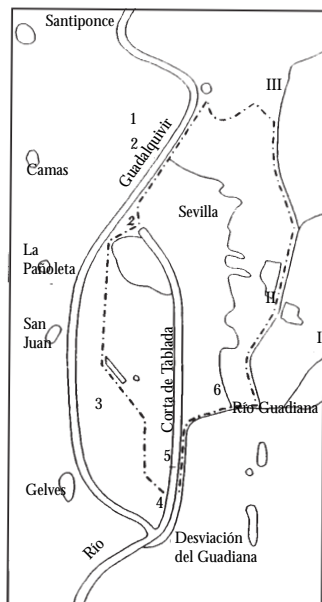 Santiponce
III
1
2
Guadalquivir
Camas
Sevilla
2
La
Pañoleta
II
San
Juan
I
Corta de Tablada
6
3
Río Guadiana
5
Gelves
4
Río
Desviación
del Guadiana